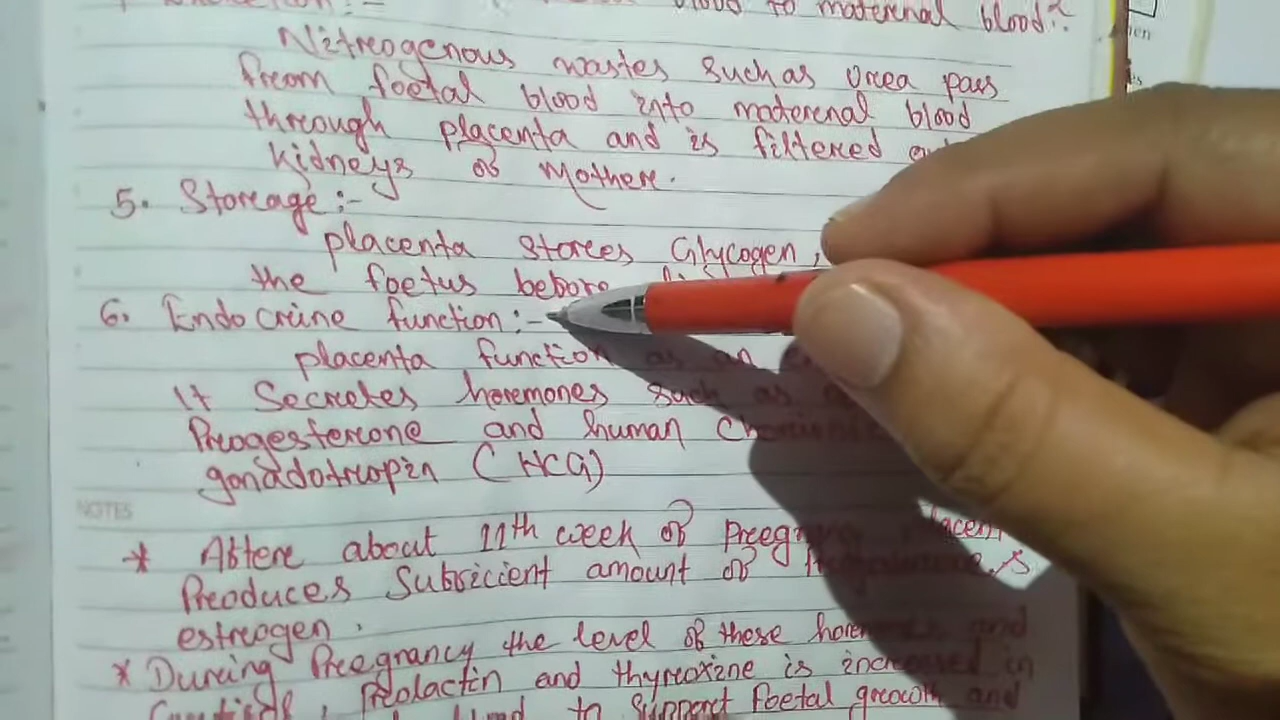 blood to maternal blood:-
Nitrogenous wastes such as Urea pass
from foetal blood into maternal blood
through placenta and is filtered
kidneys of Mother.
5. Storage :-
placenta stores Glycogen,
the foetus before
6. Endocrine function :-
placenta function as an
It Secretes hormones such as
Progesterone and human
gonadotropin (HCG)
NOTES
* After about 11th week of Pregnancy placenta
Produces Sufficient amount of Progesterone &
estrogen.
* During Pregnancy the level of these hormones and
Prolactin and thyroxine is increased in
to support foetal growth and